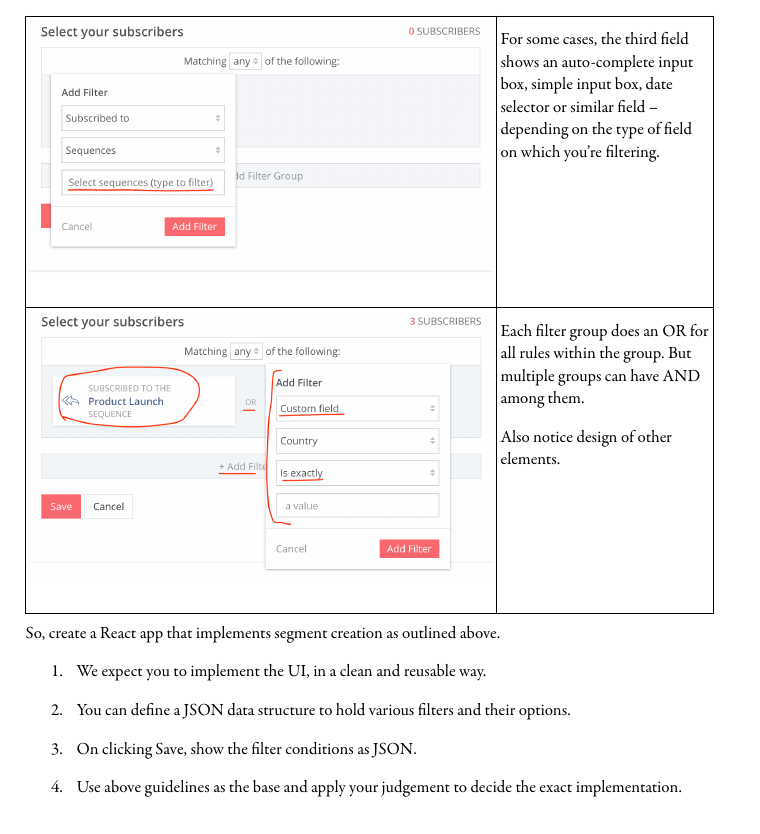 Select your subscribers
0 SUBSCRIBERS
Matching any of the following:
Add Filter
Subscribed to
Sequences
Select sequences (type to filter)
dd Filter Group
Cancel
Add Filter
For some cases, the third field
shows an auto-complete input
box, simple input box, date
selector or similar field –
depending on the type of field
on which you’re filtering.
Select your subscribers
3 SUBSCRIBERS
Matching any of the following:
SUBSCRIBED TO THE
Product Launch
SEQUENCE
OR
Add Filter
Custom field
Country
+ Add Filte
Is exactly
a value
Save
Cancel
Cancel
Add Filter
Each filter group does an OR for
all rules within the group. But
multiple groups can have AND
among them.
Also notice design of other
elements.
So, create a React app that implements segment creation as outlined above.
1. We expect you to implement the UI, in a clean and reusable way.
2. You can define a JSON data structure to hold various filters and their options.
3. On clicking Save, show the filter conditions as JSON.
4. Use above guidelines as the base and apply your judgement to decide the exact implementation.